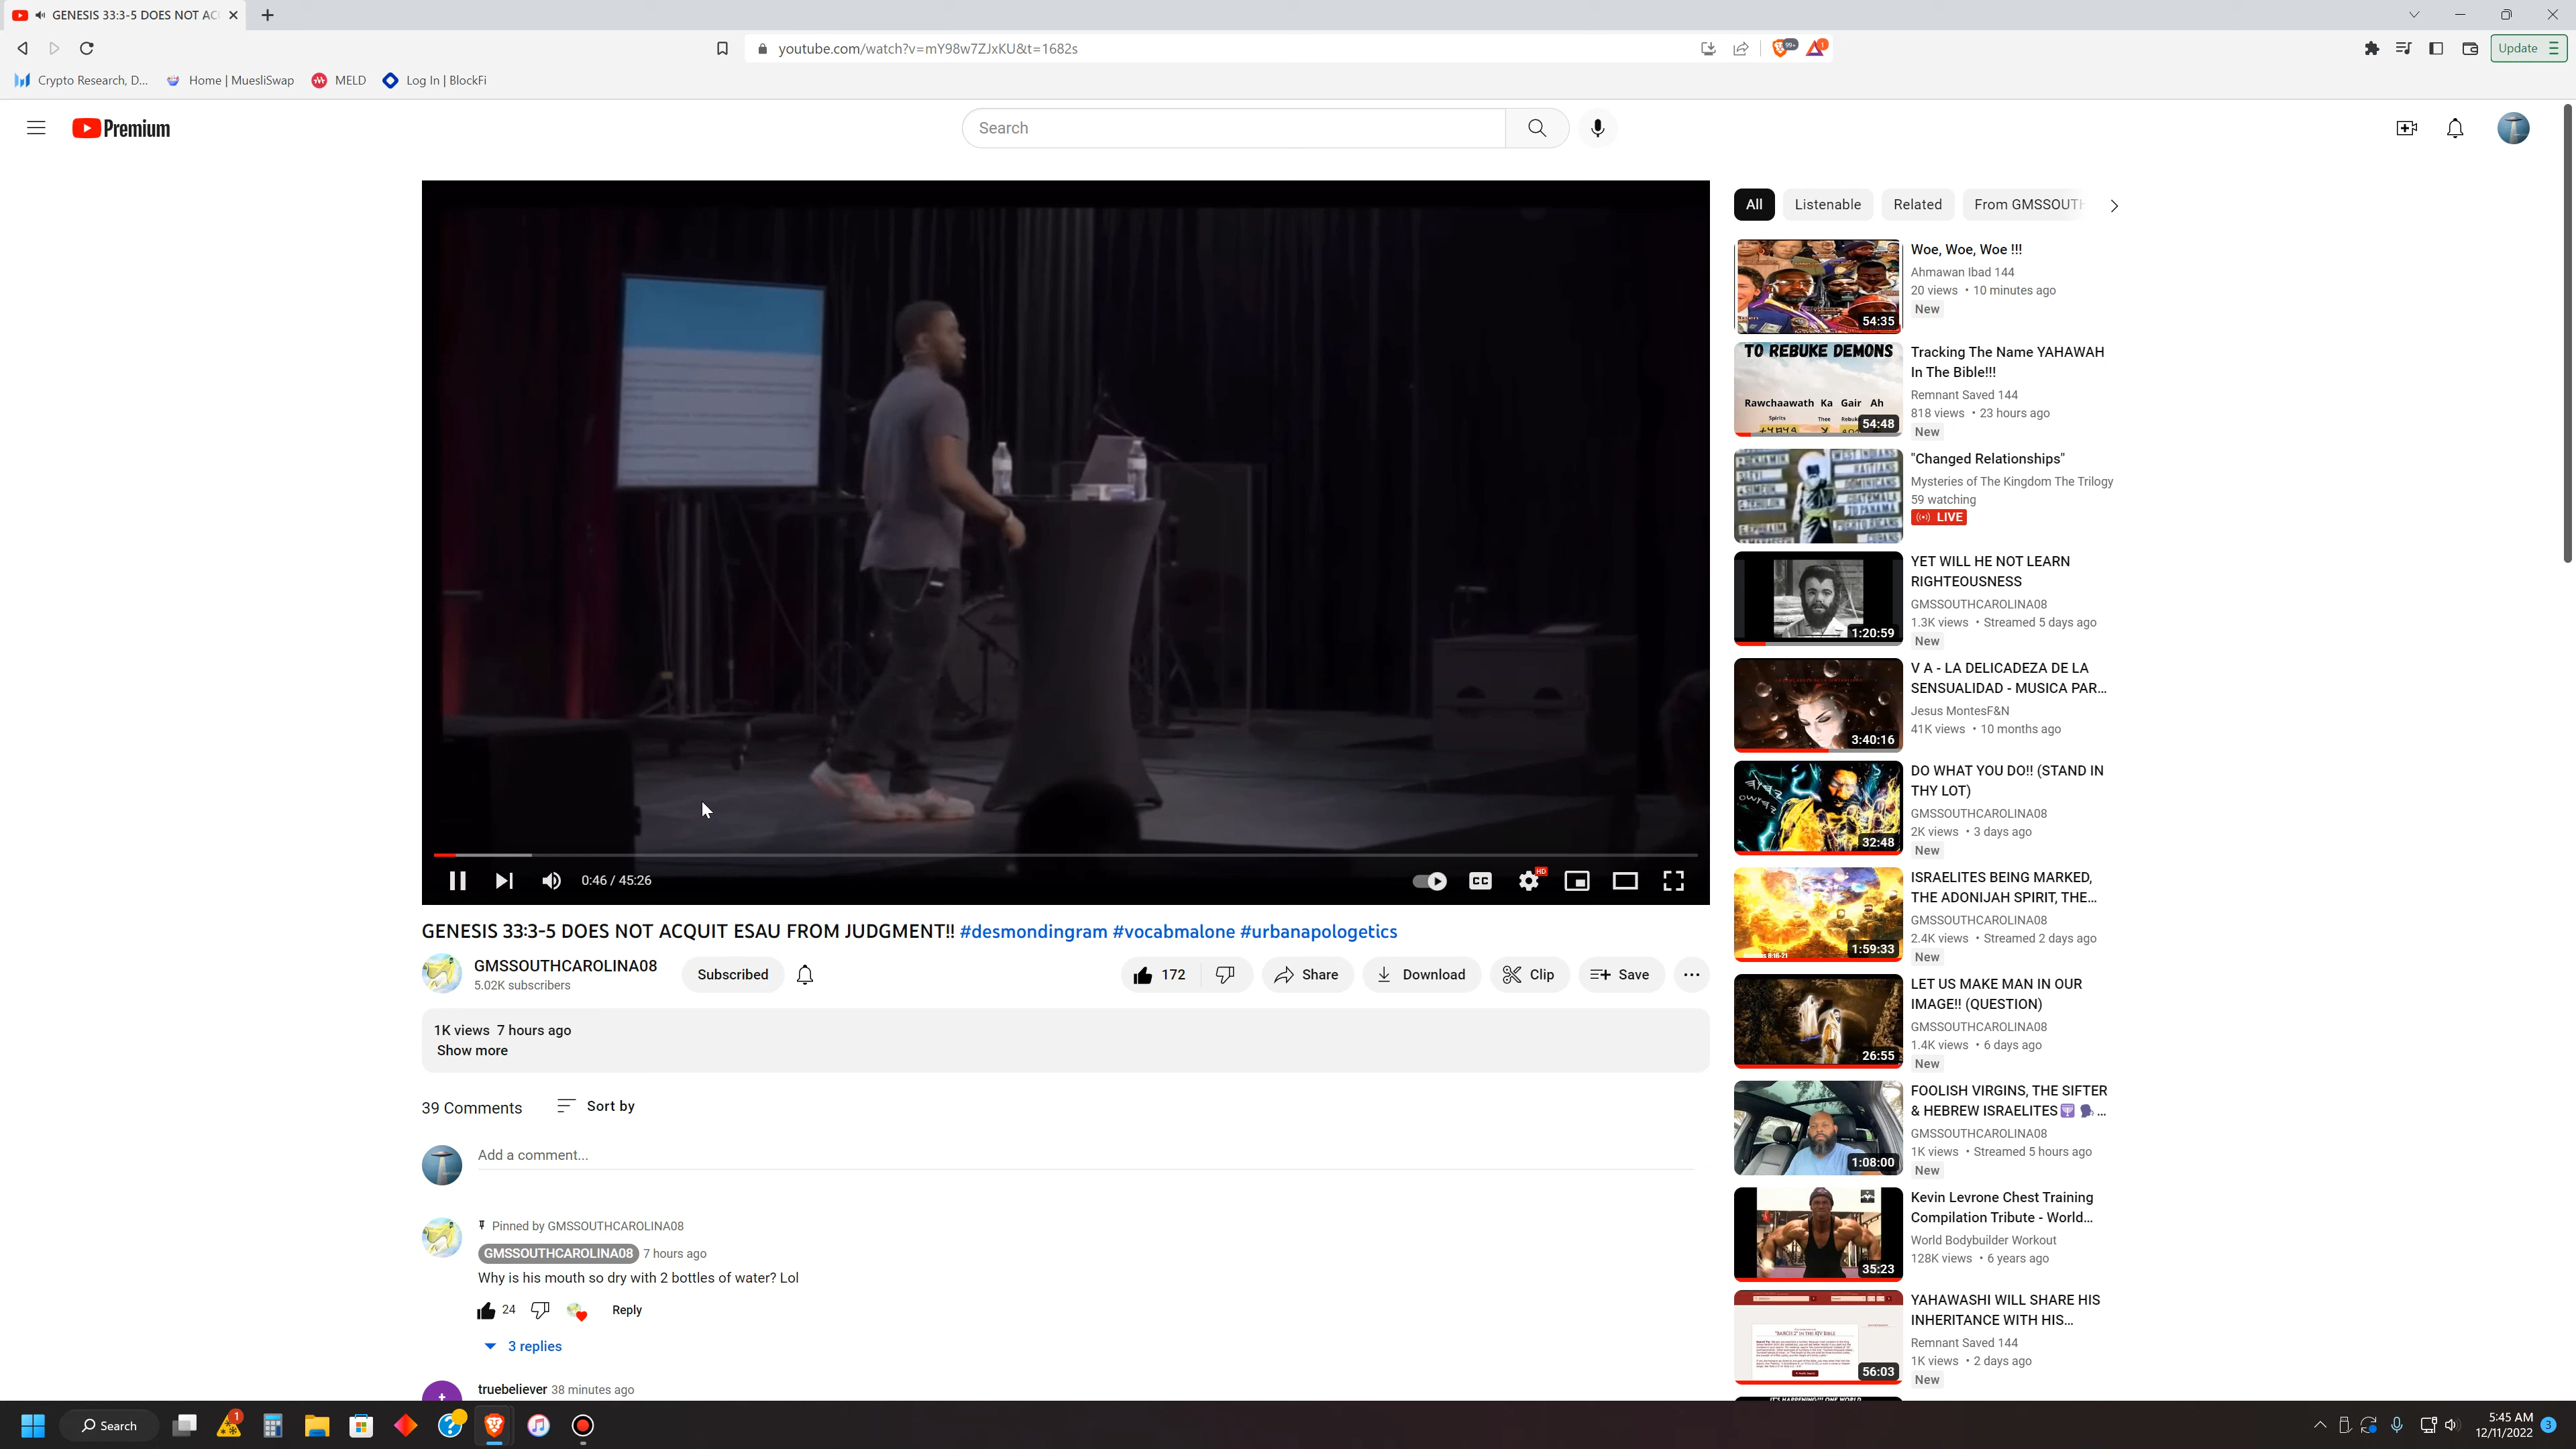 GENESIS 33:3-5 DOES NOT AC
youtube.com/watch?v=mY98w7ZJxKU&t=1682s
99+
1
Update
Crypto Research, D...
Home | MuesliSwap
MELD
Log In | BlockFi
Premium
Search
All
Listenable
Related
From GMSSOUTH
54:35
Woe, Woe, Woe !!!
Ahmawan Ibad 144
20 views • 10 minutes ago
New
TO REBUKE DEMONS
Rawchaawath Ka Gair Ah
Spirits Thee
54:48
Tracking The Name YAHAWAH
In The Bible!!!
Remnant Saved 144
818 views • 23 hours ago
New
"Changed Relationships"
Mysteries of The Kingdom The Trilogy
59 watching
LIVE
1:20:59
YET WILL HE NOT LEARN
RIGHTEOUSNESS
GMSSOUTHCAROLINA08
1.3K views • Streamed 5 days ago
New
3:40:16
V A - LA DELICADEZA DE LA
SENSUALIDAD - MUSICA PAR...
Jesus MontesF&N
41K views • 10 months ago
32:48
DO WHAT YOU DO!! (STAND IN
THY LOT)
GMSSOUTHCAROLINA08
2K views • 3 days ago
New
1:59:33
ISRAELITES BEING MARKED,
THE ADONIJAH SPIRIT, THE...
GMSSOUTHCAROLINA08
2.4K views • Streamed 2 days ago
New
26:55
LET US MAKE MAN IN OUR
IMAGE!! (QUESTION)
GMSSOUTHCAROLINA08
1.4K views • 6 days ago
New
1:08:00
FOOLISH VIRGINS, THE SIFTER
& HEBREW ISRAELITES ...
GMSSOUTHCAROLINA08
1K views • Streamed 5 hours ago
New
35:23
Kevin Levrone Chest Training
Compilation Tribute - World...
World Bodybuilder Workout
128K views • 6 years ago
56:03
YAHAWASHI WILL SHARE HIS
INHERITANCE WITH HIS...
Remnant Saved 144
1K views • 2 days ago
New
0:46 / 45:26
CC
HD
GENESIS 33:3-5 DOES NOT ACQUIT ESAU FROM JUDGMENT!! #desmondingram #vocabmalone #urbanapologetics
GMSSOUTHCAROLINA08
5.02K subscribers
Subscribed
172
Share
Download
Clip
Save
1K views 7 hours ago
Show more
39 Comments
Sort by
Add a comment...
Pinned by GMSSOUTHCAROLINA08
GMSSOUTHCAROLINA08 7 hours ago
Why is his mouth so dry with 2 bottles of water? Lol
24
Reply
3 replies
truebeliever 38 minutes ago
Search
1
5:45 AM
12/11/2022
3